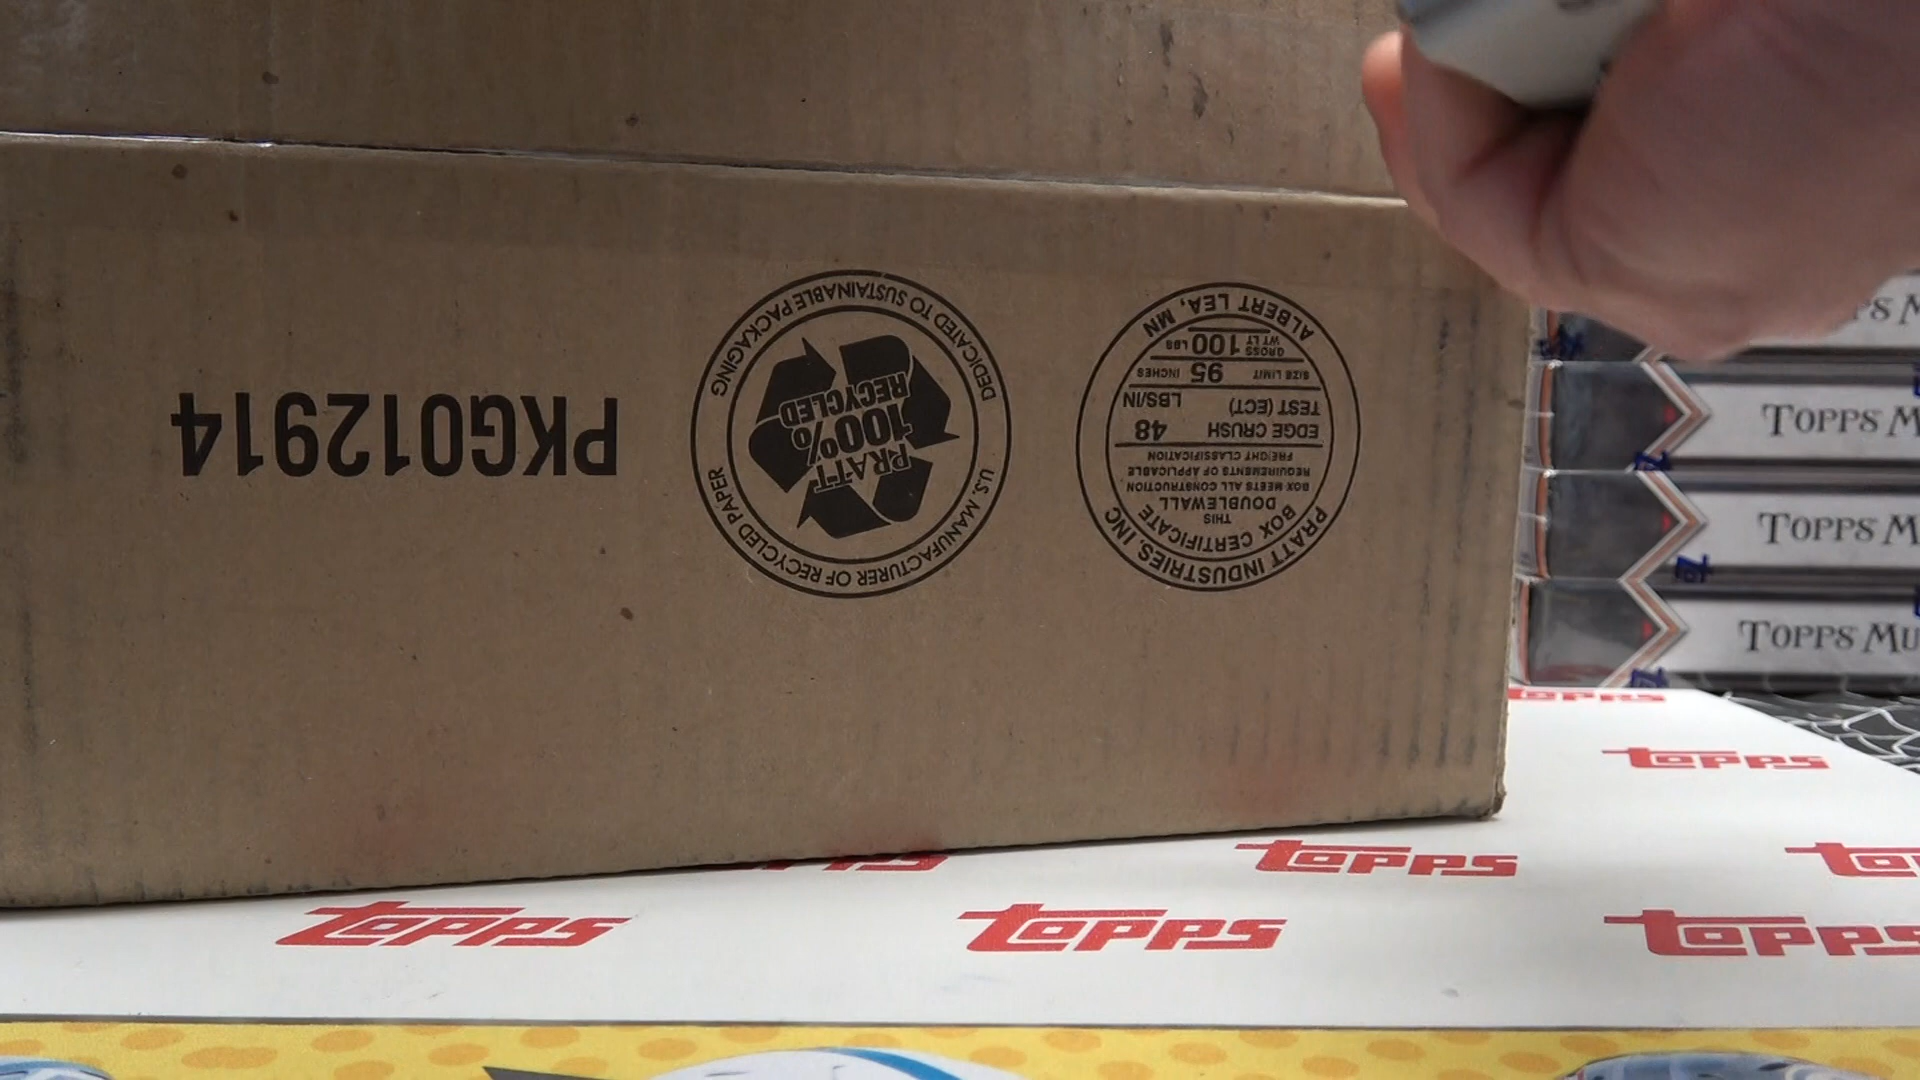 PKG012914
DEDICATED TO SUSTAINABLE PACKAGING
PRATT
100%
RECYCLED
U.S. MANUFACTURER OF RECYCLED PAPER
PRATT INDUSTRIES, INC
BOX CERTIFICATE
THIS
DOUBLEWALL
BOX MEETS ALL CONSTRUCTION
REQUIREMENTS OF APPLICABLE
FREIGHT CLASSIFICATION
EDGE CRUSH 48
TEST (ECT) LBS/IN
SIZE LIMIT 95 INCHES
GROSS WT LT 100 LBS
ALBERT LEA, MN
TOPPS M
TOPPS M
TOPPS MU
topps
topps
topps
topps
topps
topps